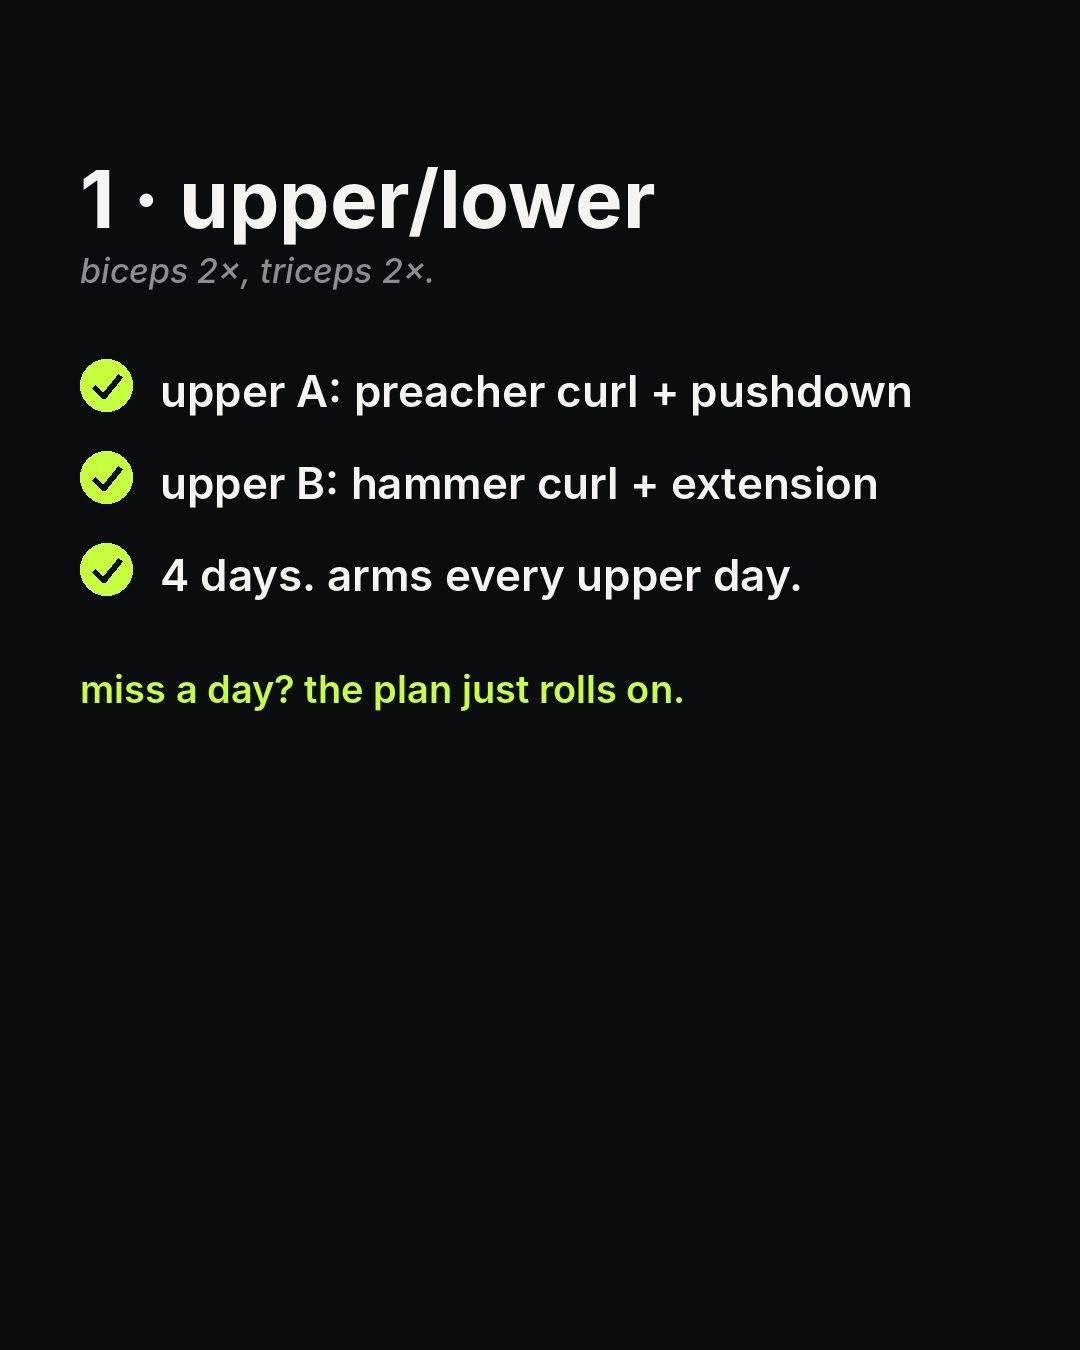 1 · upper/lower
biceps 2×, triceps 2×.
upper A: preacher curl + pushdown
upper B: hammer curl + extension
4 days. arms every upper day.
miss a day? the plan just rolls on.